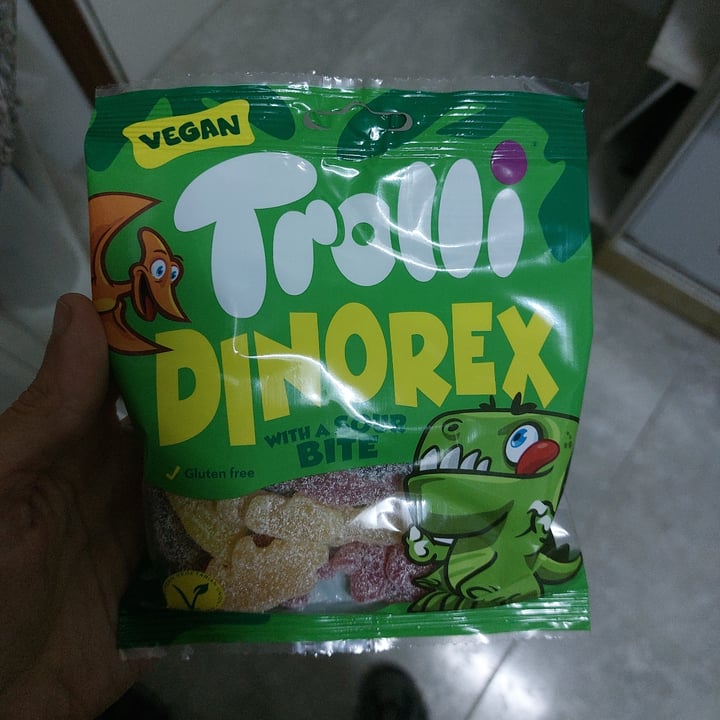 VEGAN
Trolli
DINOREX
WITH A SOUR
BITE
Gluten free